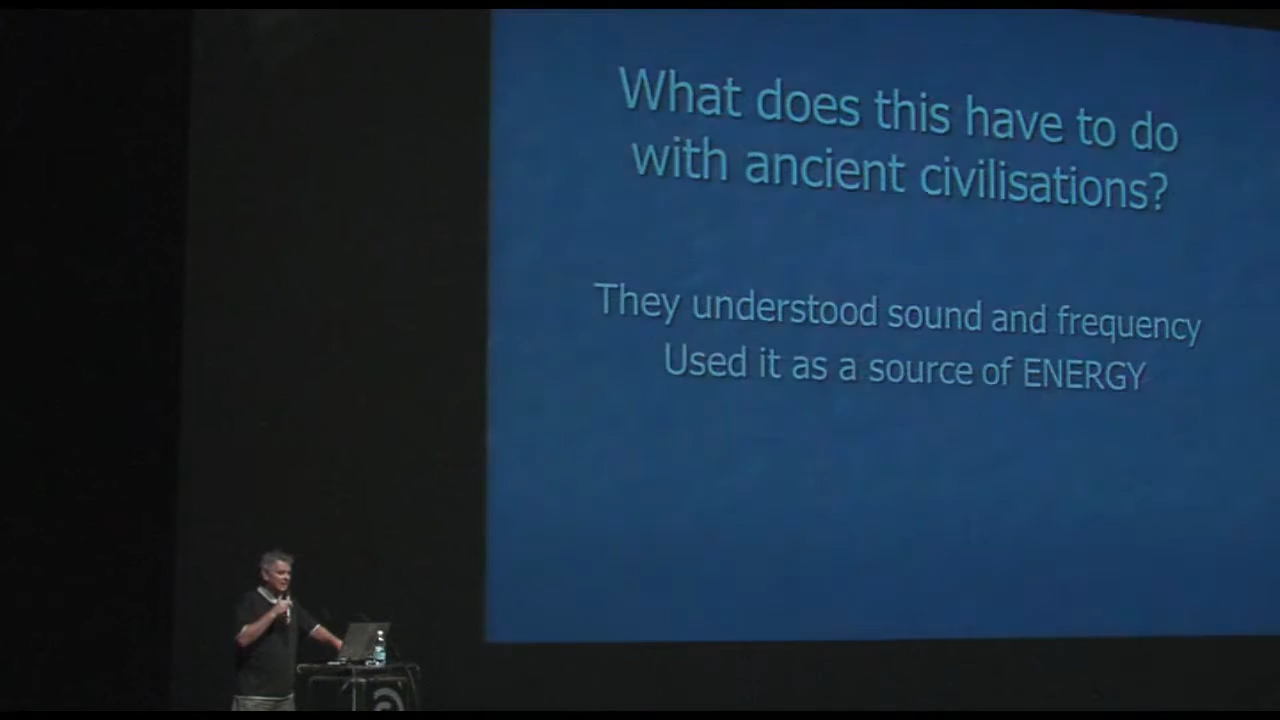 What does this have to do
with ancient civilisations?
They understood sound and frequency
Used it as a source of ENERGY